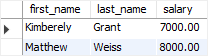 first_name last_name salary
Kimberely Grant 7000.00
Matthew Weiss 8000.00